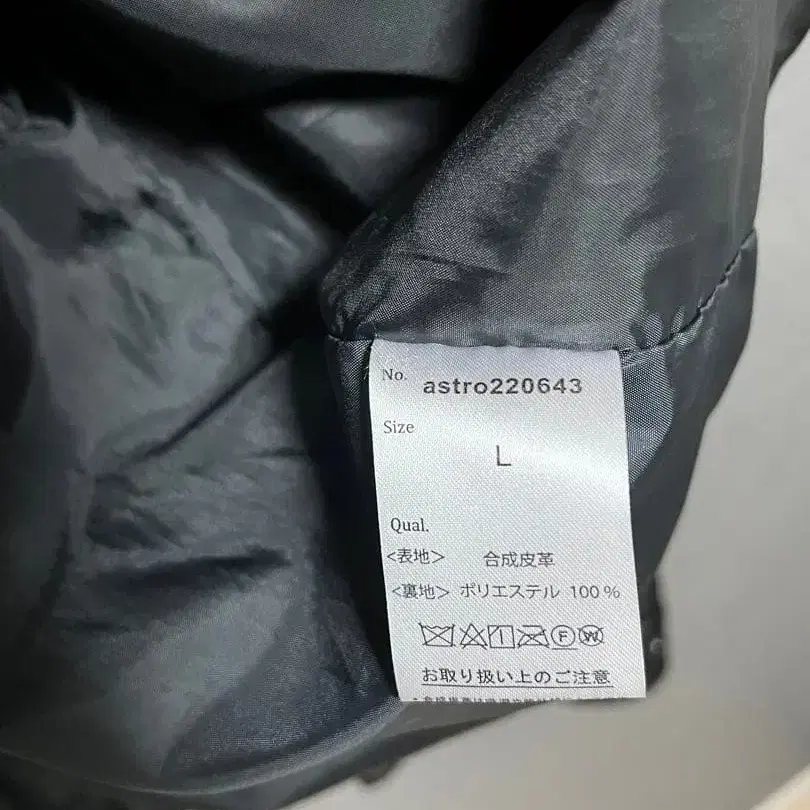 No. astro220643
Size
L
Qual.
<表地> 合成皮革
<裏地> ポリエステル 100%
お取り扱い上のご注意